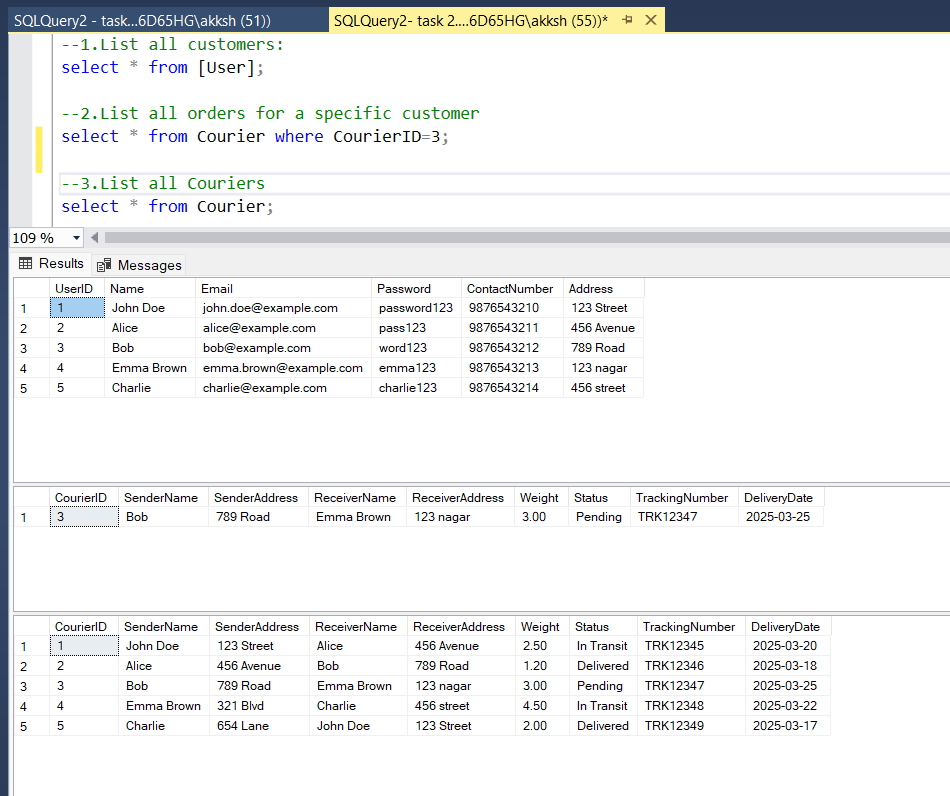 SQLQuery2 - task...6D65HG\akksh (51))
SQLQuery2- task 2....6D65HG\akksh (55))*
--1.List all customers:
select * from [User];
--2.List all orders for a specific customer
select * from Courier where CourierID=3;
--3.List all Couriers
select * from Courier;
109 %
Results Messages
UserID Name Email Password ContactNumber Address
1 1 John Doe john.doe@example.com password123 9876543210 123 Street
2 2 Alice alice@example.com pass123 9876543211 456 Avenue
3 3 Bob bob@example.com word123 9876543212 789 Road
4 4 Emma Brown emma.brown@example.com emma123 9876543213 123 nagar
5 5 Charlie charlie@example.com charlie123 9876543214 456 street
CourierID SenderName SenderAddress ReceiverName ReceiverAddress Weight Status TrackingNumber DeliveryDate
1 3 Bob 789 Road Emma Brown 123 nagar 3.00 Pending TRK12347 2025-03-25
CourierID SenderName SenderAddress ReceiverName ReceiverAddress Weight Status TrackingNumber DeliveryDate
1 1 John Doe 123 Street Alice 456 Avenue 2.50 In Transit TRK12345 2025-03-20
2 2 Alice 456 Avenue Bob 789 Road 1.20 Delivered TRK12346 2025-03-18
3 3 Bob 789 Road Emma Brown 123 nagar 3.00 Pending TRK12347 2025-03-25
4 4 Emma Brown 321 Blvd Charlie 456 street 4.50 In Transit TRK12348 2025-03-22
5 5 Charlie 654 Lane John Doe 123 Street 2.00 Delivered TRK12349 2025-03-17